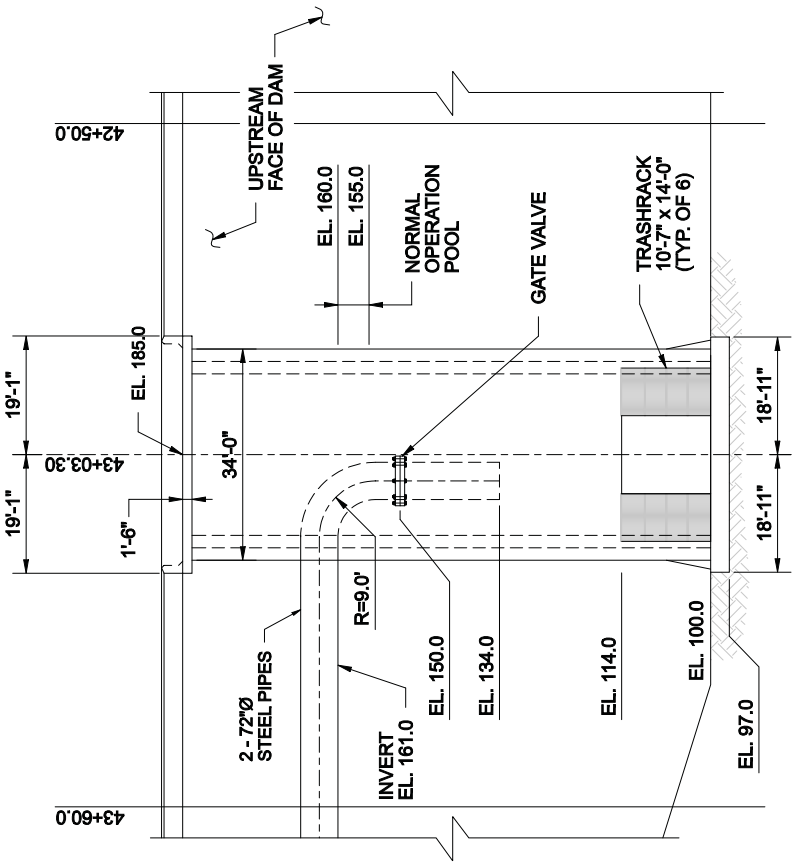 42+50.0
UPSTREAM
FACE OF DAM
EL. 160.0
EL. 155.0
NORMAL
OPERATION
POOL
GATE VALVE
TRASHRACK
10'-7" x 14'-0"
(TYP. OF 6)
19'-1"
19'-1"
EL. 185.0
43+03.30
1'-6"
34'-0"
18'-11"
18'-11"
R=9.0'
2 - 72"Ø
STEEL PIPES
INVERT
EL. 161.0
EL. 150.0
EL. 134.0
EL. 114.0
EL. 100.0
EL. 97.0
43+60.0